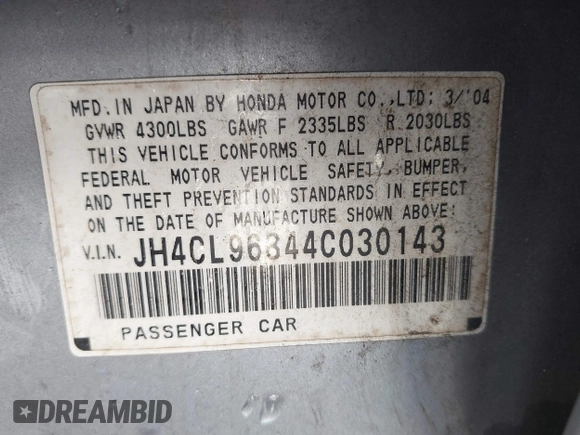 MFD. IN JAPAN BY HONDA MOTOR CO.,LTD: 3/'04
GVWR 4300LBS GAWR F 2335LBS R 2030LBS
THIS VEHICLE CONFORMS TO ALL APPLICABLE
FEDERAL MOTOR VEHICLE SAFETY, BUMPER,
AND THEFT PREVENTION STANDARDS IN EFFECT
ON THE DATE OF MANUFACTURE SHOWN ABOVE:
V.I.N. JH4CL96844C030143
PASSENGER CAR
DREAMBID